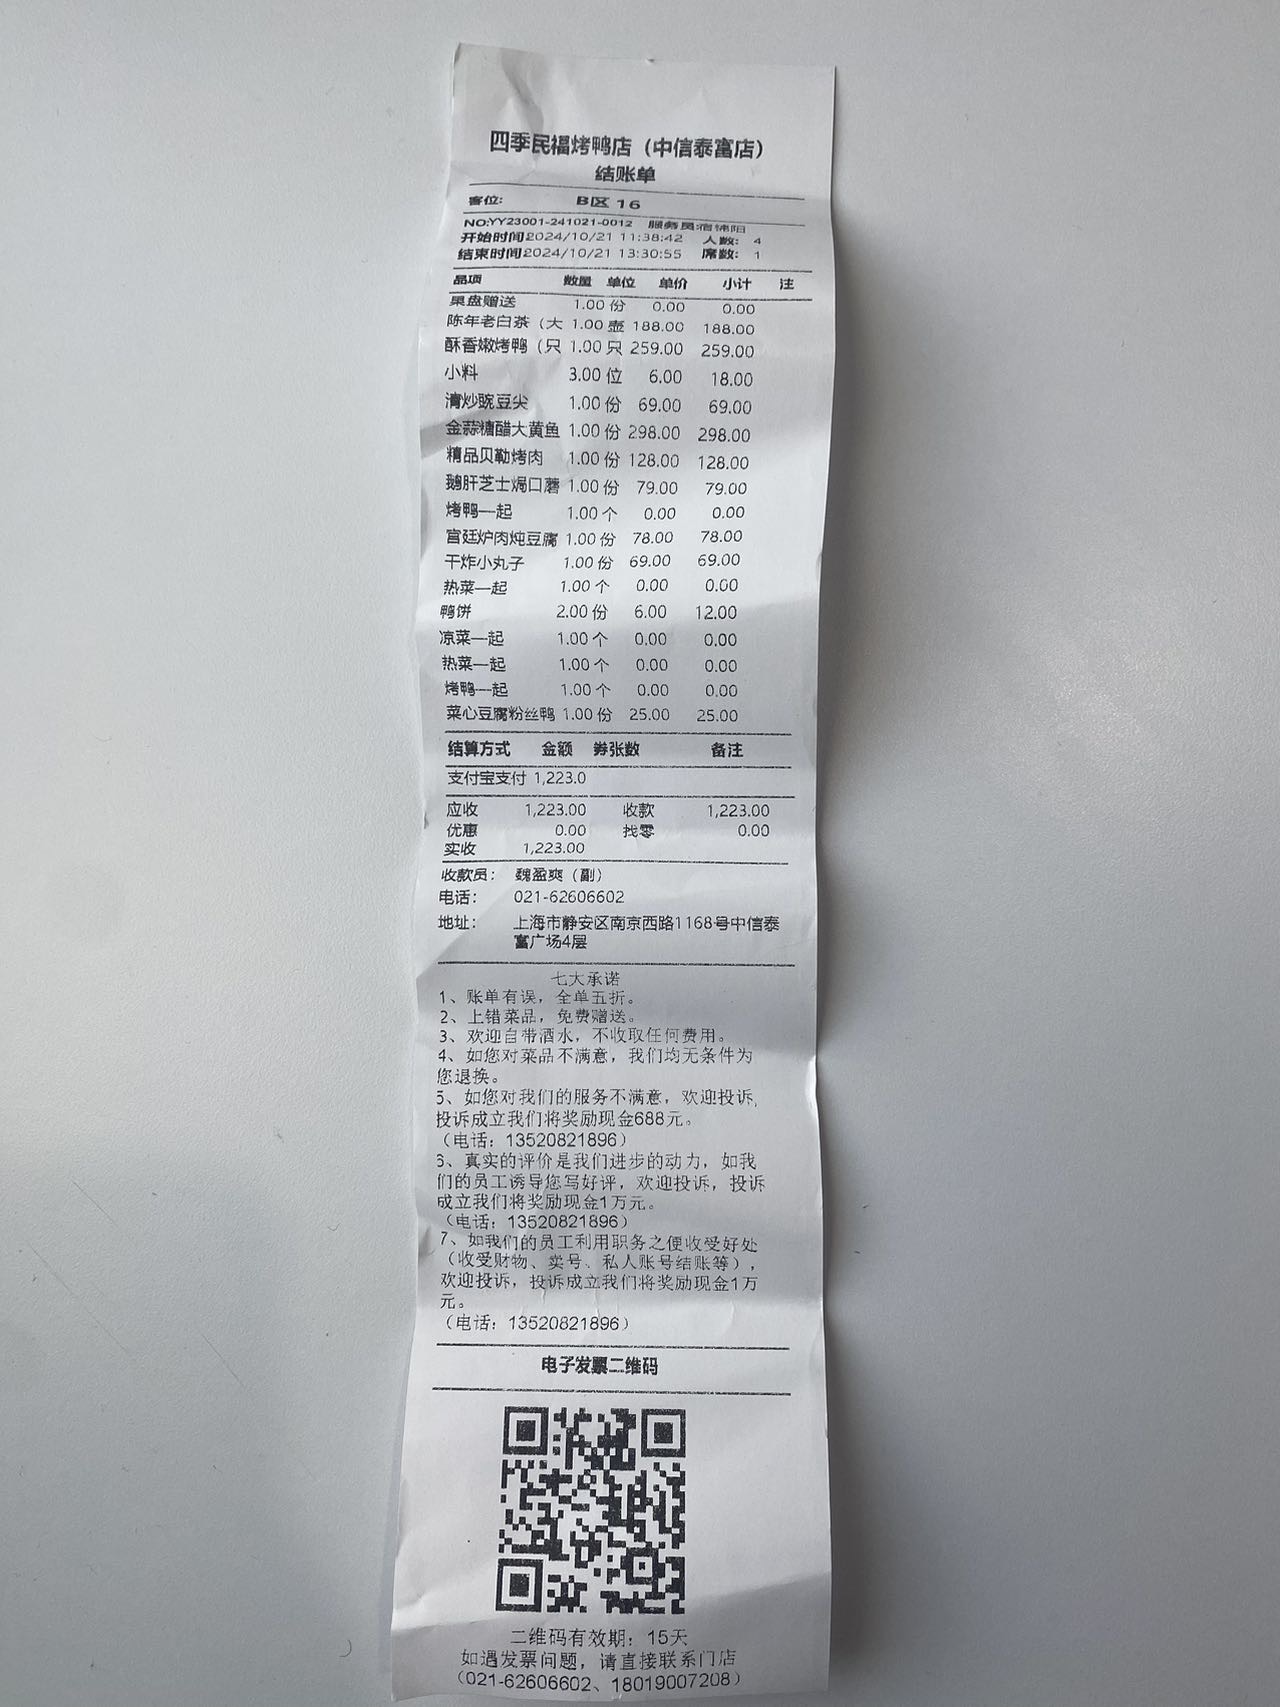 四季民福烤鸭店（中信泰富店）
结账单
客位： B区 16
NO:YY23001-241021-0012 服务员
开始时间2024/10/21 11:38:42 人数： 4
结束时间2024/10/21 13:30:55 席数： 1
品项 数量 单位 单价 小计 注
果盘赠送 1.00 份 0.00 0.00
陈年老白茶（大 1.00 壶 188.00 188.00
酥香嫩烤鸭（只 1.00 只 259.00 259.00
小料 3.00 位 6.00 18.00
清炒豌豆尖 1.00 份 69.00 69.00
金蒜糖醋大黄鱼 1.00 份 298.00 298.00
精品贝勒烤肉 1.00 份 128.00 128.00
鹅肝芝士焗口蘑 1.00 份 79.00 79.00
烤鸭一起 1.00 个 0.00 0.00
宫廷炉肉炖豆腐 1.00 份 78.00 78.00
干炸小丸子 1.00 份 69.00 69.00
热菜一起 1.00 个 0.00 0.00
鸭饼 2.00 份 6.00 12.00
凉菜一起 1.00 个 0.00 0.00
热菜一起 1.00 个 0.00 0.00
烤鸭一起 1.00 个 0.00 0.00
菜心豆腐粉丝鸭 1.00 份 25.00 25.00
结算方式 金额 券张数 备注
支付宝支付 1,223.0
应收 1,223.00 收款 1,223.00
优惠 0.00 找零 0.00
实收 1,223.00
收款员： 魏盈爽（副）
电话： 021-62606602
地址： 上海市静安区南京西路1168号中信泰
富广场4层
七大承诺
1、账单有误，全单五折。
2、上错菜品，免费赠送。
3、欢迎自带酒水，不收取任何费用。
4、如您对菜品不满意，我们均无条件为
您退换。
5、如您对我们的服务不满意，欢迎投诉，
投诉成立我们将奖励现金688元。
（电话：13520821896）
6、真实的评价是我们进步的动力，如我
们的员工诱导您写好评，欢迎投诉，投诉
成立我们将奖励现金1万元。
（电话：13520821896）
7、如我们的员工利用职务之便收受好处
（收受财物、卖号、私人账号结账等），
欢迎投诉，投诉成立我们将奖励现金1万
元。
（电话：13520821896）
电子发票二维码
二维码有效期：15天
如遇发票问题，请直接联系门店
（021-62606602、18019007208）